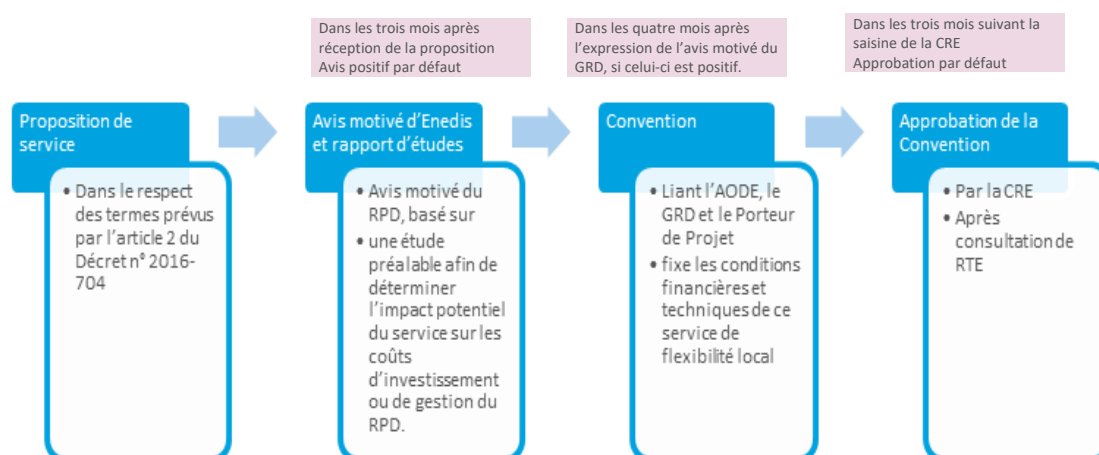 Dans les trois mois après
réception de la proposition
Avis positif par défaut
Dans les quatre mois après
l'expression de l'avis motivé du
GRD, si celui-ci est positif.
Dans les trois mois suivant la
saisine de la CRE
Approbation par défaut
Proposition de
service
• Dans le respect
des termes prévus
par l'article 2 du
Décret n° 2016-
704
Avis motivé d'Enedis
et rapport d'études
• Avis motivé du
RPD, basé sur
• une étude
préalable afin de
déterminer
l'impact potentiel
du service sur les
coûts
d'investissement
ou de gestion du
RPD.
Convention
• Liant l'AODE, le
GRD et le Porteur
de Projet
• fixe les conditions
financières et
techniques de ce
service de
flexibilité local
Approbation de la
Convention
• Par la CRE
• Après
consultation de
RTE